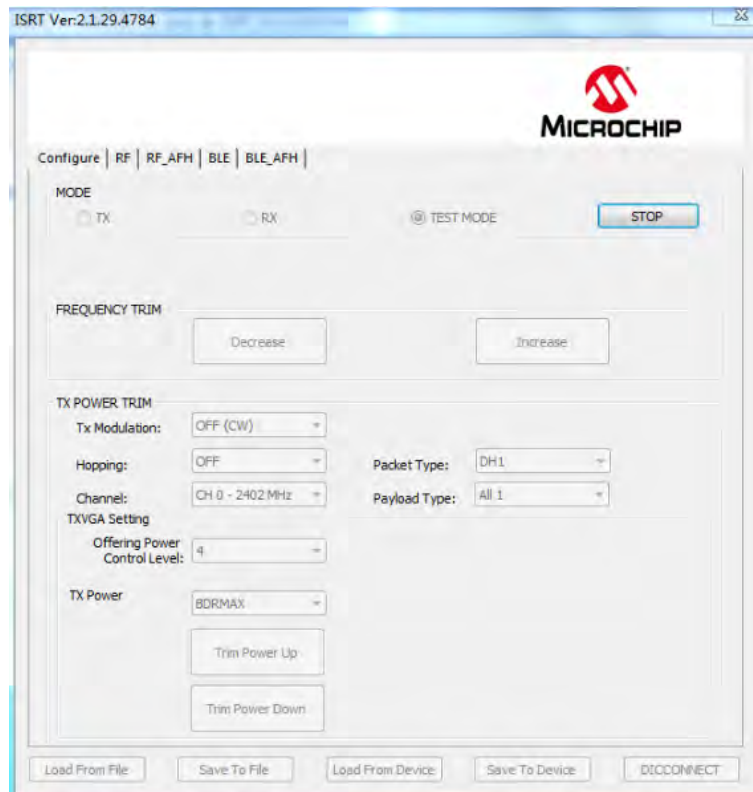 ISRT Ver:2.1.29.4784
MICROCHIP
Configure RF RF_AFH BLE BLE_AFH
MODE
TX RX TEST MODE STOP
FREQUENCY TRIM
Decrease Increase
TX POWER TRIM
Tx Modulation: OFF (CW)
Hopping: OFF Packet Type: DH1
Channel: CH 0 - 2402 MHz Payload Type: All 1
TXVGA Setting
Offering Power
Control Level: 4
TX Power BDRMAX
Trim Power Up
Trim Power Down
Load From File Save To File Load From Device Save To Device DICCONNECT